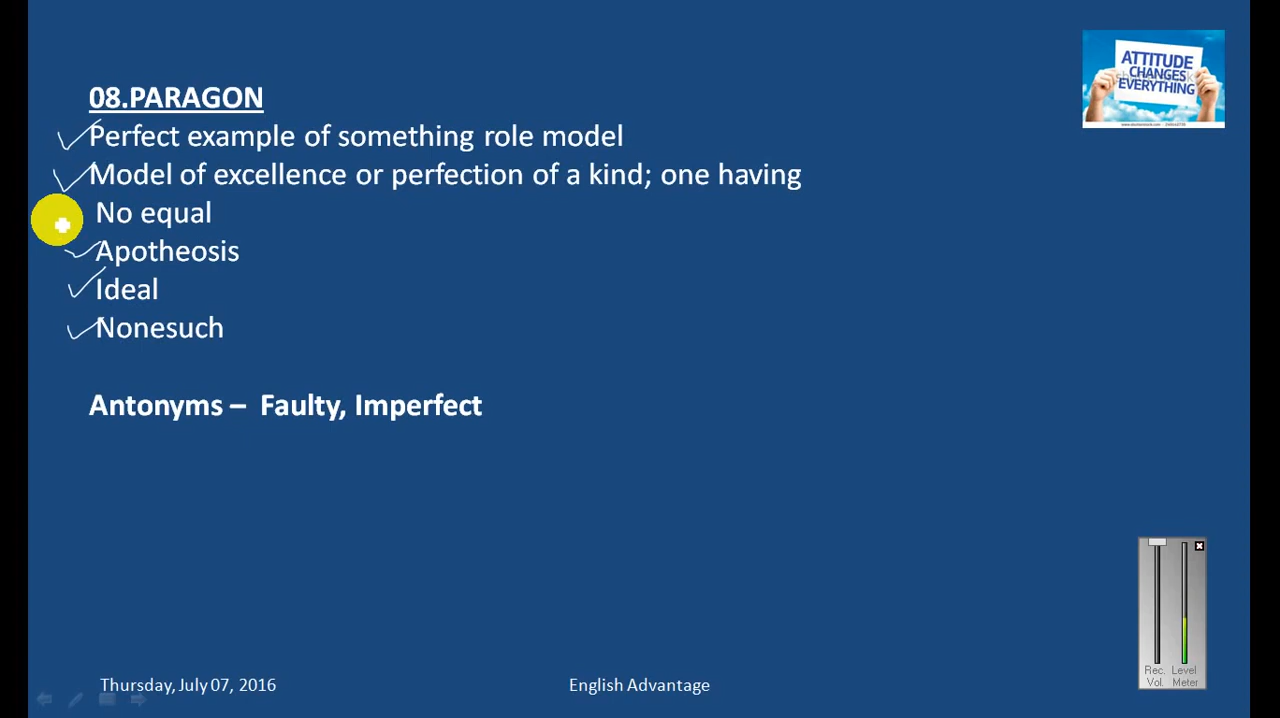 08.PARAGON
Perfect example of something role model
Model of excellence or perfection of a kind; one having
No equal
Apotheosis
Ideal
Nonesuch
Antonyms – Faulty, Imperfect
ATTITUDE
CHANGES
EVERYTHING
Rec. Level
Vol. Meter
Thursday, July 07, 2016
English Advantage